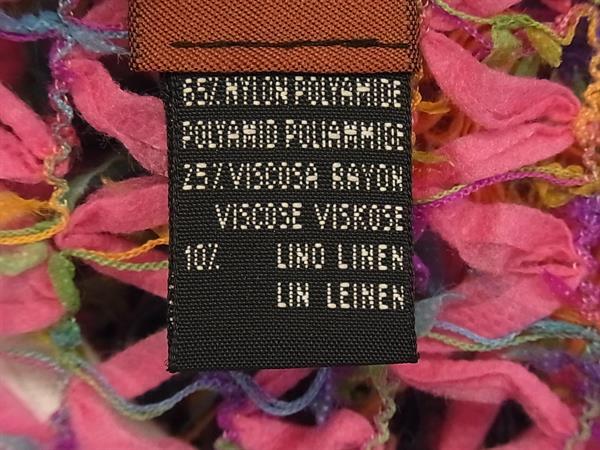 65% NYLON POLYAMIDE
POLYAMID POLIAMMIDE
25% VISCOSA RAYON
VISCOSE VISKOSE
10% LINO LINEN
LIN LEINEN